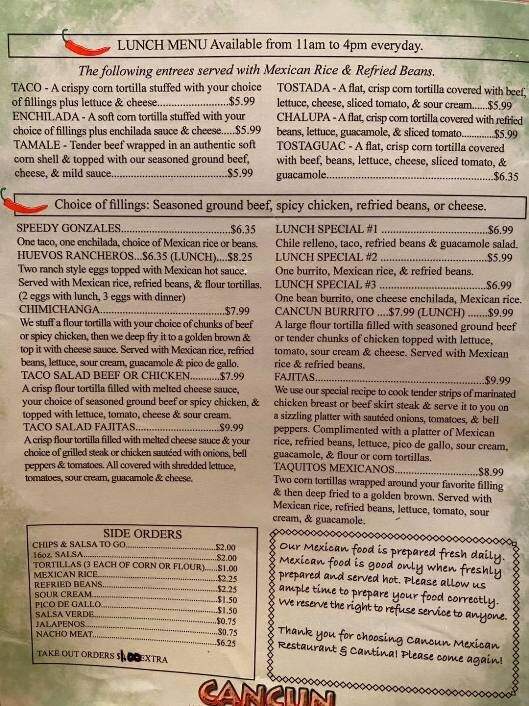 LUNCH MENU Available from 11am to 4pm everyday.
The following entrees served with Mexican Rice & Refried Beans.
TACO - A crispy corn tortilla stuffed with your choice
of fillings plus lettuce & cheese..........................$5.99
ENCHILADA - A soft corn tortilla stuffed with your
choice of fillings plus enchilada sauce & cheese.....$5.99
TAMALE - Tender beef wrapped in an authentic soft
corn shell & topped with our seasoned ground beef,
cheese, & mild sauce.......................................$5.99
TOSTADA - A flat, crisp corn tortilla covered with beef,
lettuce, cheese, sliced tomato, & sour cream......$5.99
CHALUPA - A flat, crisp corn tortilla covered with refried
beans, lettuce, guacamole, & sliced tomato...........$5.99
TOSTAGUAC - A flat, crisp corn tortilla covered
with beef, beans, lettuce, cheese, sliced tomato, &
guacamole.................................................$6.35
Choice of fillings: Seasoned ground beef, spicy chicken, refried beans, or cheese.
SPEEDY GONZALES.................................$6.35
One taco, one enchilada, choice of Mexican rice or beans.
HUEVOS RANCHEROS...$6.35 (LUNCH)....$8.25
Two ranch style eggs topped with Mexican hot sauce.
Served with Mexican rice, refried beans, & flour tortillas.
(2 eggs with lunch, 3 eggs with dinner)
CHIMICHANGA.......................................$7.99
We stuff a flour tortilla with your choice of chunks of beef
or spicy chicken, then we deep fry it to a golden brown &
top it with cheese sauce. Served with Mexican rice, refried
beans, lettuce, sour cream, guacamole & pico de gallo.
TACO SALAD BEEF OR CHICKEN..........$7.99
A crisp flour tortilla filled with melted cheese sauce,
your choice of seasoned ground beef or spicy chicken, &
topped with lettuce, tomato, cheese & sour cream.
TACO SALAD FAJITAS...........................$9.99
A crisp flour tortilla filled with melted cheese sauce & your
choice of grilled steak or chicken sautéed with onions, bell
peppers & tomatoes. All covered with shredded lettuce,
tomatoes, sour cream, guacamole & cheese.
LUNCH SPECIAL #1 ..............................$6.99
Chile relleno, taco, refried beans & guacamole salad.
LUNCH SPECIAL #2 ..............................$5.99
One burrito, Mexican rice, & refried beans.
LUNCH SPECIAL #3 ..............................$6.99
One bean burrito, one cheese enchilada, Mexican rice.
CANCUN BURRITO ....$7.99 (LUNCH) ......$9.99
A large flour tortilla filled with seasoned ground beef
or tender chunks of chicken topped with lettuce,
tomato, sour cream & cheese. Served with Mexican
rice & refried beans.
FAJITAS..................................................$9.99
We use our special recipe to cook tender strips of marinated
chicken breast or beef skirt steak & serve it to you on
a sizzling platter with sautéed onions, tomatoes, & bell
peppers. Complimented with a platter of Mexican
rice, refried beans, lettuce, pico de gallo, sour cream,
guacamole, & flour or corn tortillas.
TAQUITOS MEXICANOS.........................$8.99
Two corn tortillas wrapped around your favorite filling
& then deep fried to a golden brown. Served with
Mexican rice, refried beans, lettuce, tomato, sour
cream, & guacamole.
SIDE ORDERS
CHIPS & SALSA TO GO.........................$2.00
16oz. SALSA.........................................$2.00
TORTILLAS (3 EACH OF CORN OR FLOUR)....$1.00
MEXICAN RICE.....................................$2.25
REFRIED BEANS....................................$2.25
SOUR CREAM.......................................$1.50
PICO DE GALLO....................................$1.50
SALSA VERDE.......................................$0.75
JALAPENOS..........................................$0.75
NACHO MEAT.......................................$6.25
TAKE OUT ORDERS $1.00 EXTRA
Our Mexican food is prepared fresh daily.
Mexican food is good only when freshly
prepared and served hot. Please allow us
ample time to prepare your food correctly.
We reserve the right to refuse service to anyone.
Thank you for choosing Cancun Mexican
Restaurant & Cantina! Please come again!
CANCUN